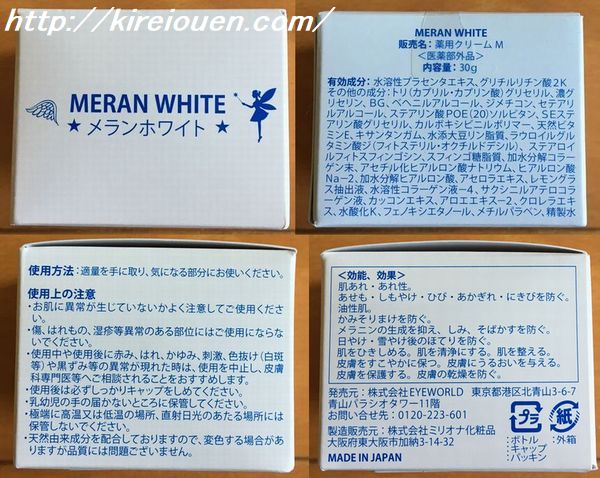 http://kireiouen.com/
MERAN WHITE
★ メランホワイト ★
MERAN WHITE
販売名：薬用クリーム M
＜医薬部外品＞
内容量：30g
有効成分：水溶性プラセンタエキス、グリチルリチン酸２K
その他の成分：トリ（カプリル・カプリン酸）グリセリル、濃
グリセリン、BG、ベヘニルアルコール、ジメチコン、セテアリ
ルアルコール、ステアリン酸POE（20）ソルビタン、SEステ
アリン酸グリセリル、カルボキシビニルポリマー、天然ビタ
ミンE、キサンタンガム、水添大豆リン脂質、ラウロイルグル
タミン酸ジ（フィトステリル・オクチルドデシル）、ステアロイ
ルフィトスフィンゴシン、スフィンゴ糖脂質、加水分解コラー
ゲン末、アセチル化ヒアルロン酸ナトリウム、ヒアルロン酸
Na－2、加水分解ヒアルロン酸、アセロラエキス、レモングラ
ス抽出液、水溶性コラーゲン液－4、サクシニルアテロコラ
ーゲン液、カッコンエキス、アロエエキス－2、クロレラエキ
ス、水酸化K、フェノキシエタノール、メチルパラベン、精製水
使用方法：適量を手に取り、気になる部分にお使いください。
使用上の注意
・お肌に異常が生じていないかよく注意してご使用くださ
い。
・傷、はれもの、湿疹等異常のある部位にはご使用にならな
いでください。
・使用中や使用後に赤み、はれ、かゆみ、刺激、色抜け（白斑
等）や黒ずみ等の異常が現れた時は、使用を中止し、皮膚
科専門医等へご相談されることをおすすめします。
・使用後は必ずしっかりキャップをしめてください。
・乳幼児の手の届かないところに保管してください。
・極端に高温又は低温の場所、直射日光のあたる場所には
保管しないでください。
・天然由来成分を配合しておりますので、変色する場合があ
りますが品質には問題ございません。
＜効能、効果＞
肌あれ・あれ性。
あせも・しもやけ・ひび・あかぎれ・にきびを防ぐ。
油性肌。
かみそりまけを防ぐ。
メラニンの生成を抑え、しみ、そばかすを防ぐ。
日やけ・雪やけ後のほてりを防ぐ。
肌をひきしめる。肌を清浄にする。肌を整える。
皮膚をすこやかに保つ。皮膚にうるおいを与える。
皮膚を保護する。皮膚の乾燥を防ぐ。
発売元：株式会社EYEWORLD 東京都港区北青山3-6-7
青山パラシオタワー11階
お問い合せ先：0120-223-601
製造販売元：株式会社ミリオナ化粧品
大阪府東大阪市加納3-14-32
MADE IN JAPAN
プラ
：ボトル
キャップ
パッキン
紙
：外箱